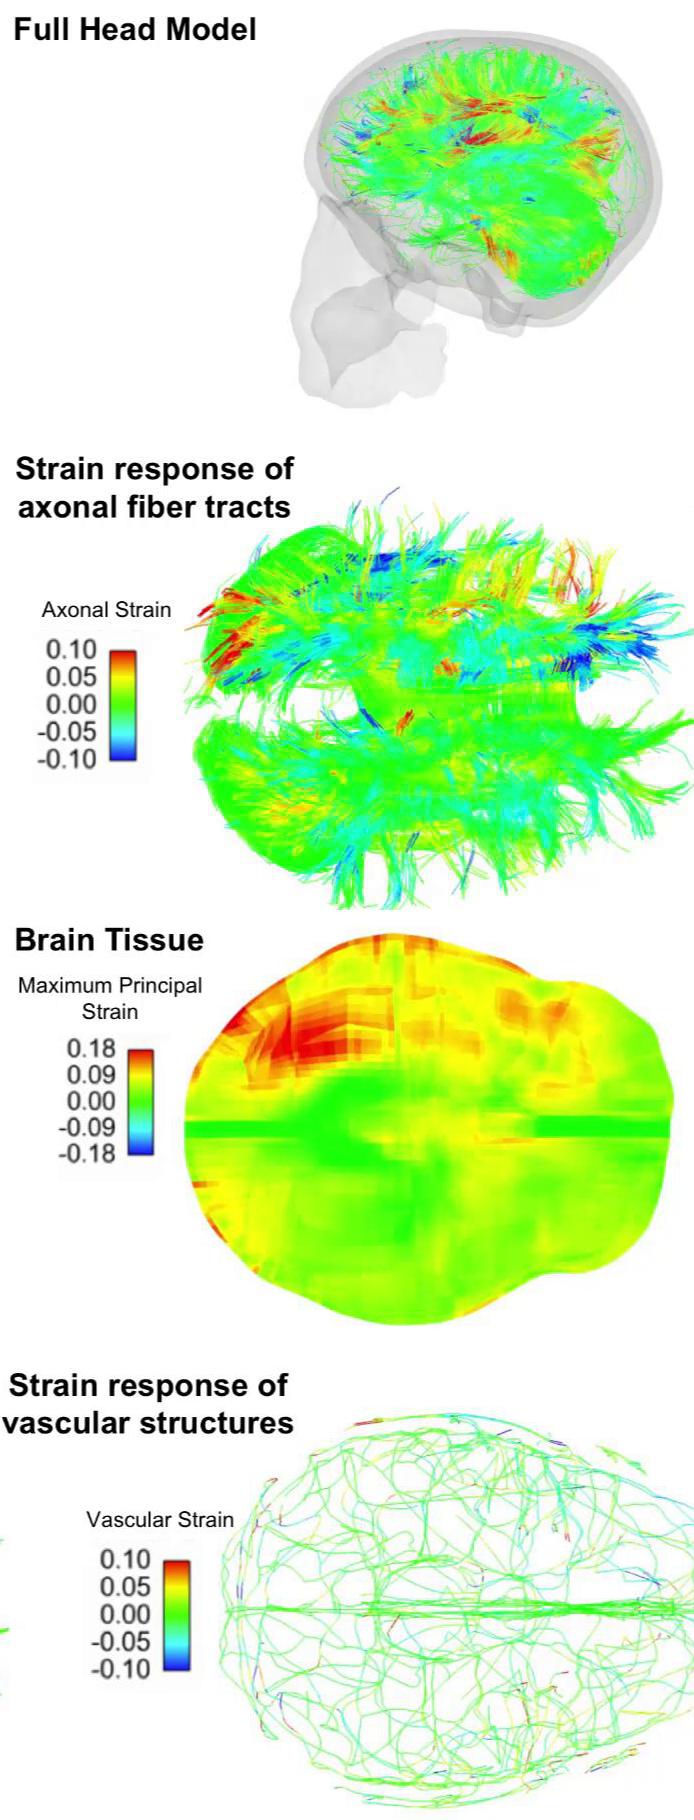 Full Head Model
Strain response of
axonal fiber tracts
Axonal Strain
0.10
0.05
0.00
-0.05
-0.10
Brain Tissue
Maximum Principal
Strain
0.18
0.09
0.00
-0.09
-0.18
Strain response of
vascular structures
Vascular Strain
0.10
0.05
0.00
-0.05
-0.10